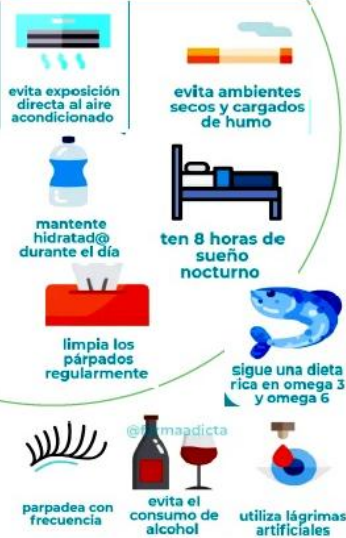 evita exposición
directa al aire
acondicionado
evita ambientes
secos y cargados
de humo
mantente
hidratad@
durante el día
ten 8 horas de
sueño
nocturno
limpia los
párpados
regularmente
sigue una dieta
rica en omega 3
y omega 6
@farmaadicta
parpadea con
frecuencia
evita el
consumo de
alcohol
utiliza lágrimas
artificiales